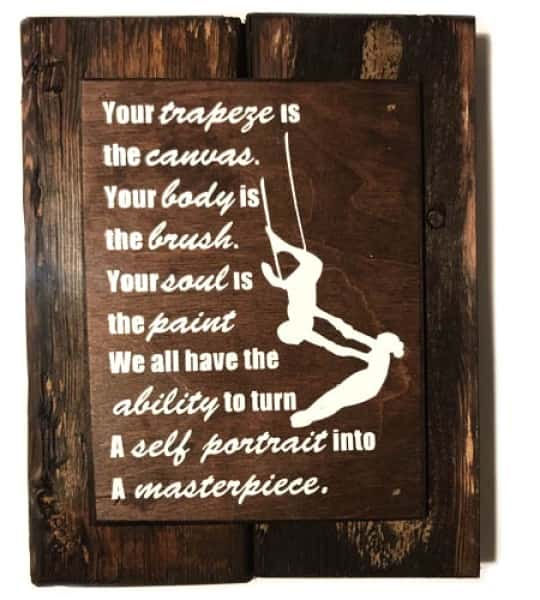 Your trapeze is
the canvas.
Your body is
the brush.
Your soul is
the paint
We all have the
ability to turn
A self portrait into
A masterpiece.